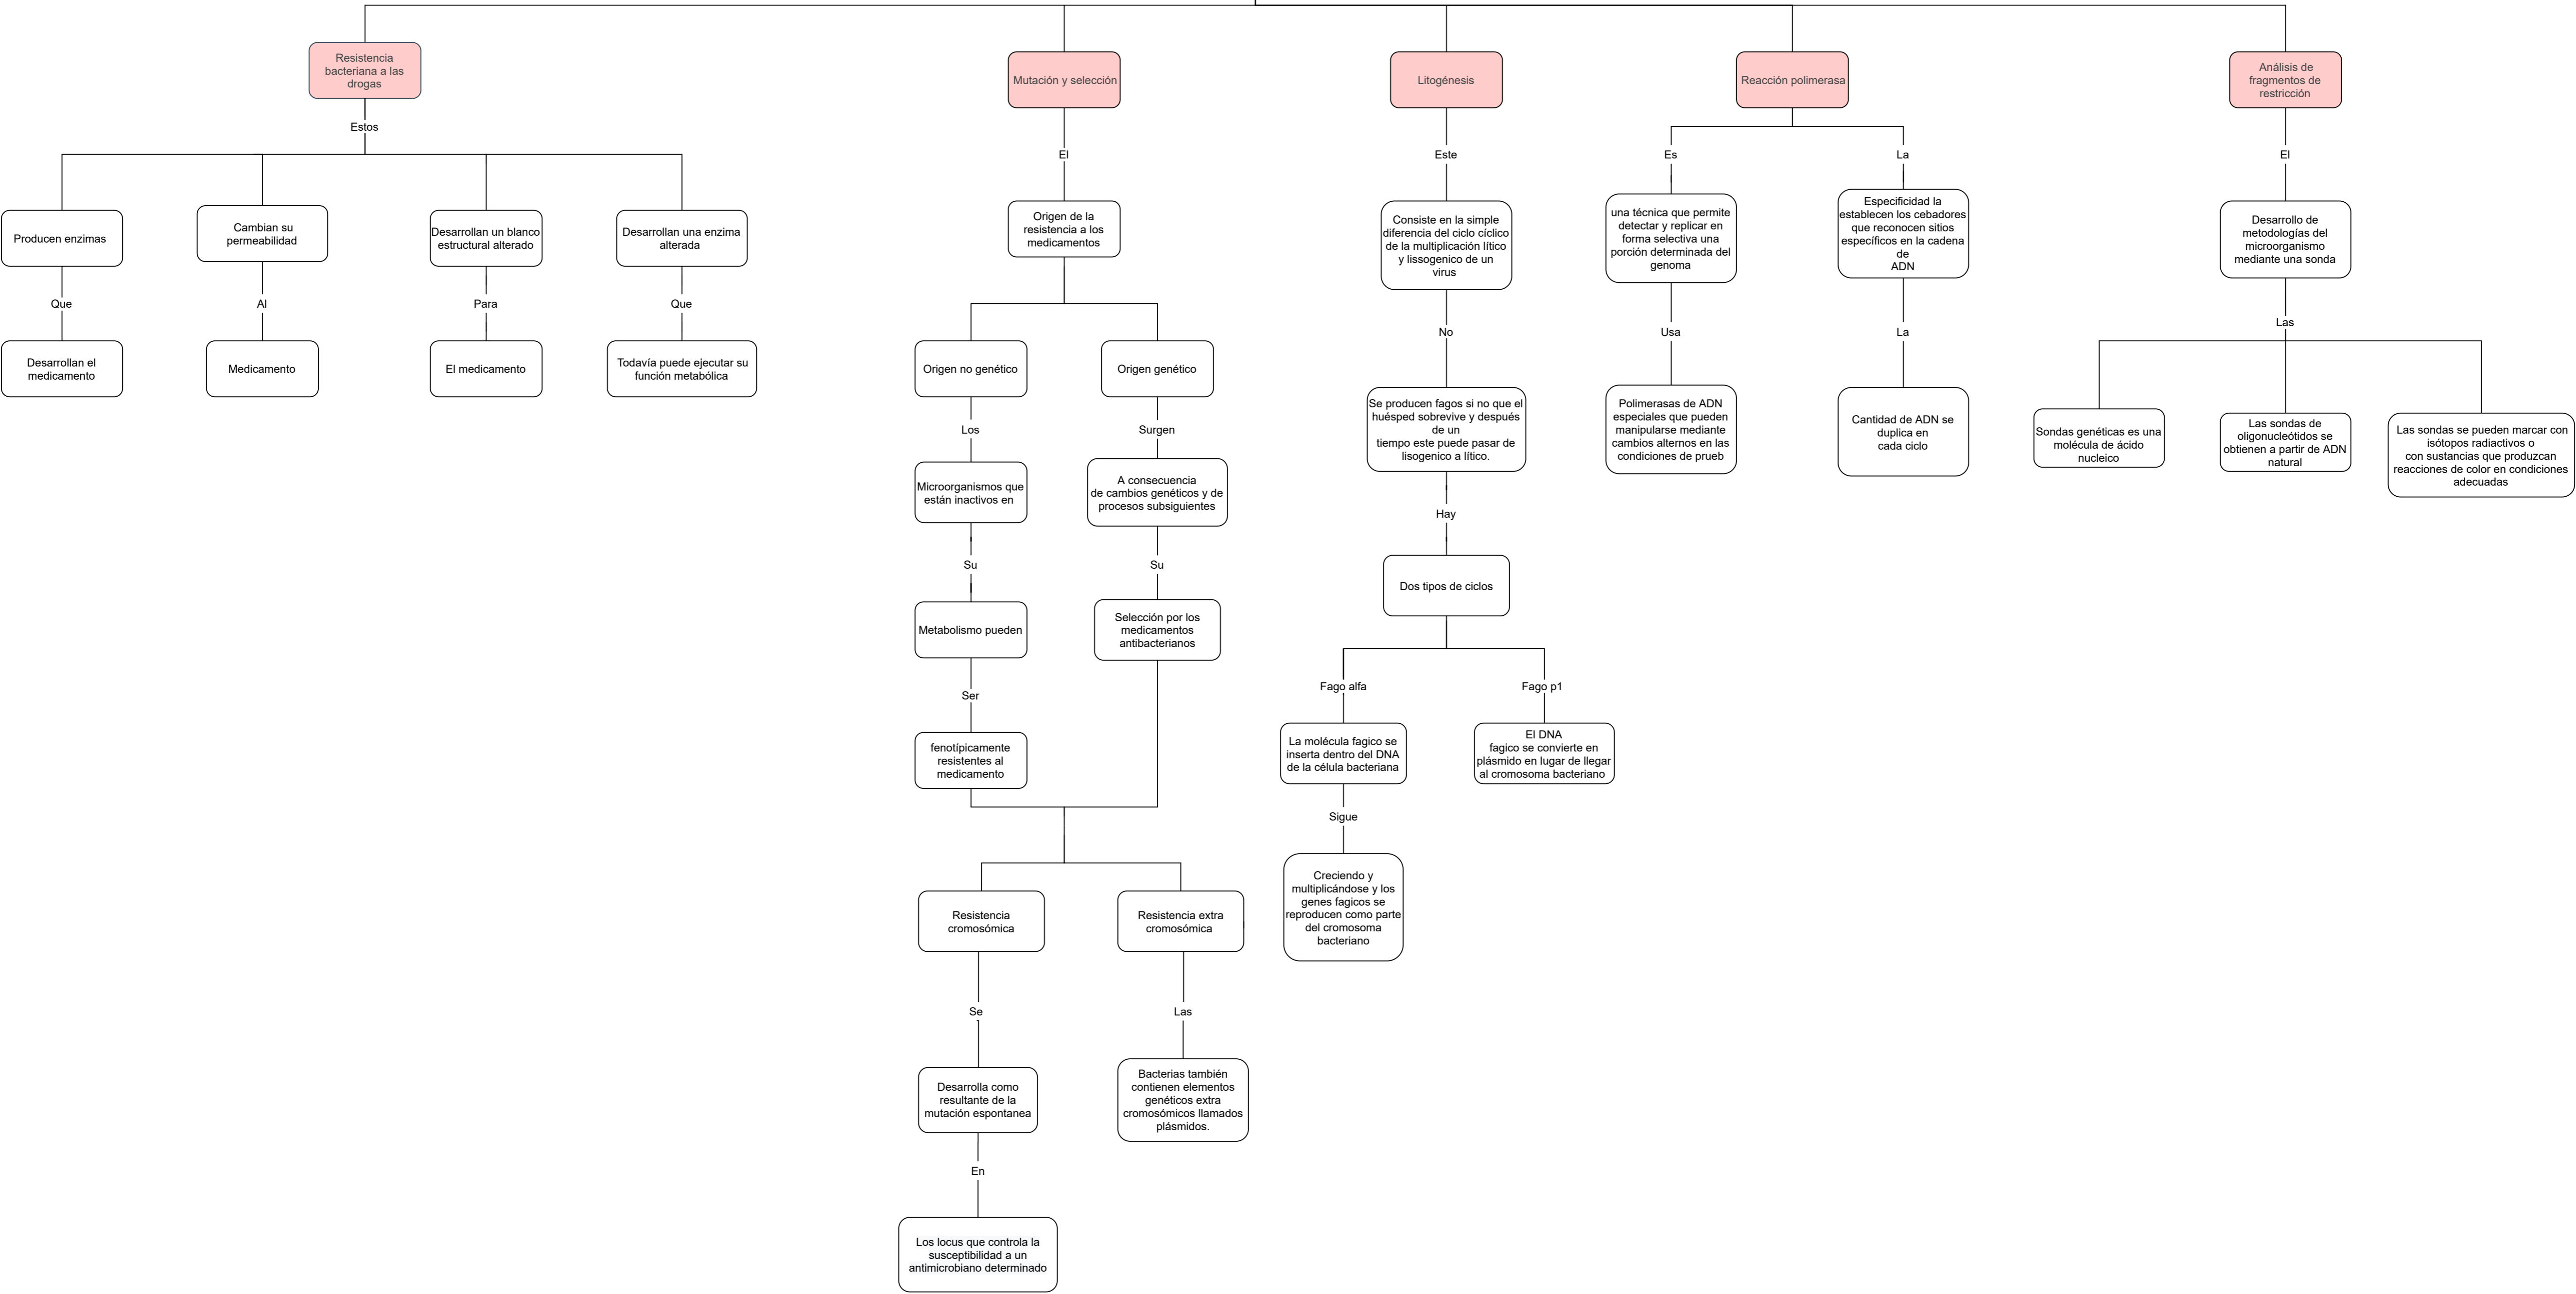 Resistencia
bacteriana a las
drogas
Estos
Producen enzimas
Que
Desarrollan el
medicamento
Cambian su
permeabilidad
Al
Medicamento
Desarrollan un blanco
estructural alterado
Para
El medicamento
Desarrollan una enzima
alterada
Que
Todavía puede ejecutar su
función metabólica
Mutación y selección
El
Origen de la
resistencia a los
medicamentos
Origen no genético
Los
Microorganismos que
están inactivos en
Su
Metabolismo pueden
Ser
fenotípicamente
resistentes al
medicamento
Origen genético
Surgen
A consecuencia
de cambios genéticos y de
procesos subsiguientes
Su
Selección por los
medicamentos
antibacterianos
Resistencia
cromosómica
Se
Desarrolla como
resultante de la
mutación espontanea
En
Los locus que controla la
susceptibilidad a un
antimicrobiano determinado
Resistencia extra
cromosómica
Las
Bacterias también
contienen elementos
genéticos extra
cromosómicos llamados
plásmidos.
Litogénesis
Este
Consiste en la simple
diferencia del ciclo cíclico
de la multiplicación lítico
y lissogenico de un
virus
No
Se producen fagos si no que el
huésped sobrevive y después
de un
tiempo este puede pasar de
lisogenico a lítico.
Hay
Dos tipos de ciclos
Fago alfa
La molécula fagico se
inserta dentro del DNA
de la célula bacteriana
Sigue
Creciendo y
multiplicándose y los
genes fagicos se
reproducen como parte
del cromosoma
bacteriano
Fago p1
El DNA
fagico se convierte en
plásmido en lugar de llegar
al cromosoma bacteriano
Reacción polimerasa
Es
una técnica que permite
detectar y replicar en
forma selectiva una
porción determinada del
genoma
Usa
Polimerasas de ADN
especiales que pueden
manipularse mediante
cambios alternos en las
condiciones de prueb
La
Especificidad la
establecen los cebadores
que reconocen sitios
específicos en la cadena
de
ADN
La
Cantidad de ADN se
duplica en
cada ciclo
Análisis de
fragmentos de
restricción
El
Desarrollo de
metodologías del
microorganismo
mediante una sonda
Las
Sondas genéticas es una
molécula de ácido
nucleico
Las sondas de
oligonucleótidos se
obtienen a partir de ADN
natural
Las sondas se pueden marcar con
isótopos radiactivos o
con sustancias que produzcan
reacciones de color en condiciones
adecuadas